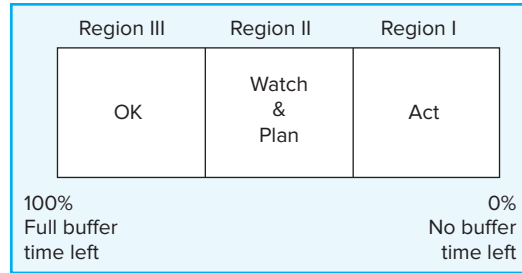 Region III
Region II
Region I
OK
Watch
&
Plan
Act
100%
Full buffer
time left
0%
No buffer
time left